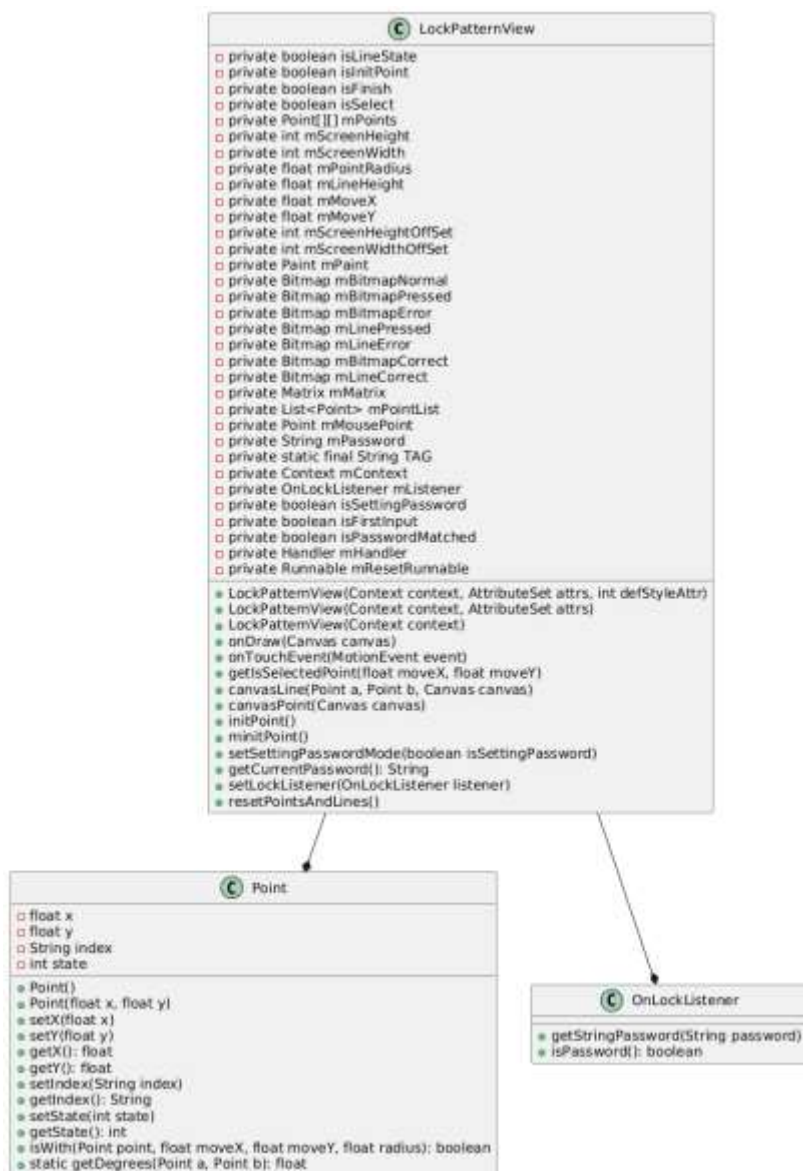 C LockPatternView
private boolean isLineState
private boolean isInitPoint
private boolean isFinish
private boolean isSelect
private Point[][] mPoints
private int mScreenHeight
private int mScreenWidth
private float mPointRadius
private float mLineHeight
private float mMoveX
private float mMoveY
private int mScreenHeightOffSet
private int mScreenWidthOffSet
private Paint mPaint
private Bitmap mBitmapNormal
private Bitmap mBitmapPressed
private Bitmap mBitmapError
private Bitmap mLinePressed
private Bitmap mLineError
private Bitmap mBitmapCorrect
private Bitmap mLineCorrect
private Matrix mMatrix
private List<Point> mPointList
private Point mMousePoint
private String mPassword
private static final String TAG
private Context mContext
private OnLockListener mListener
private boolean isSettingPassword
private boolean isFirstInput
private boolean isPasswordMatched
private Handler mHandler
private Runnable mResetRunnable
LockPatternView(Context context, AttributeSet attrs, int defStyleAttr)
LockPatternView(Context context, AttributeSet attrs)
LockPatternView(Context context)
onDraw(Canvas canvas)
onTouchEvent(MotionEvent event)
getIsSelectedPoint(float moveX, float moveY)
canvasLine(Point a, Point b, Canvas canvas)
canvasPoint(Canvas canvas)
initPoint()
minitPoint()
setSettingPasswordMode(boolean isSettingPassword)
getCurrentPassword(): String
setLockListener(OnLockListener listener)
resetPointsAndLines()
C Point
float x
float y
String index
int state
Point()
Point(float x, float y)
setX(float x)
setY(float y)
getX(): float
getY(): float
setIndex(String index)
getIndex(): String
setState(int state)
getState(): int
isWith(Point point, float moveX, float moveY, float radius): boolean
static getDegrees(Point a, Point b): float
C OnLockListener
getStringPassword(String password)
isPassword(): boolean